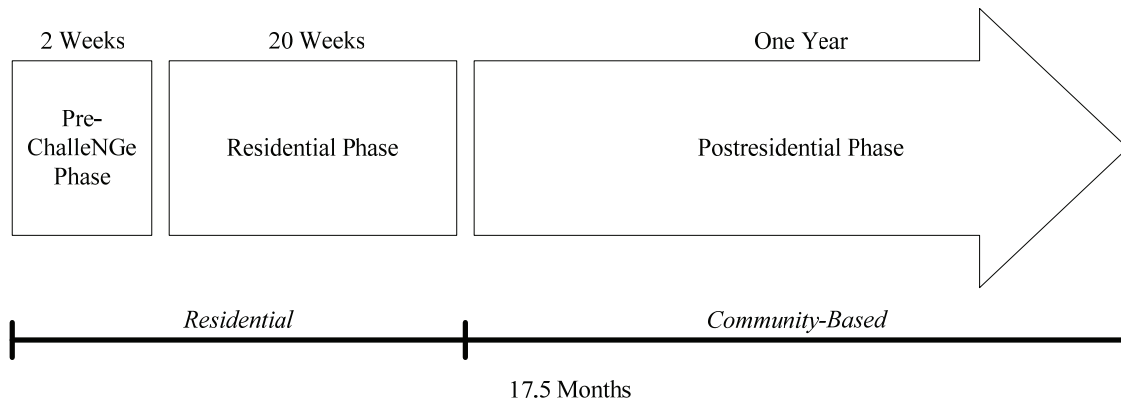 2 Weeks
20 Weeks
One Year
Pre-
ChalleNGe
Phase
Residential Phase
Postresidential Phase
Residential
Community-Based
17.5 Months